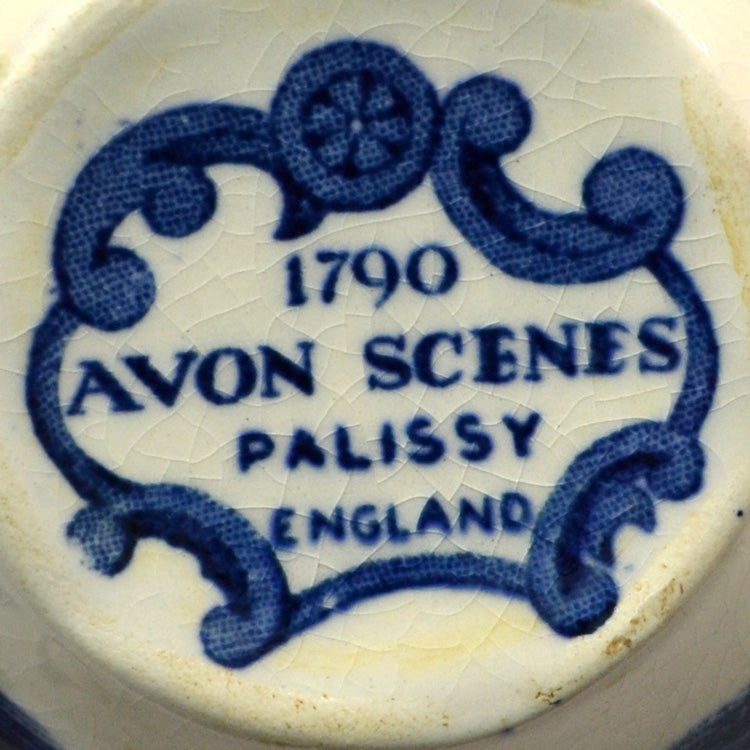 1790
AVON SCENES
PALISSY
ENGLAND